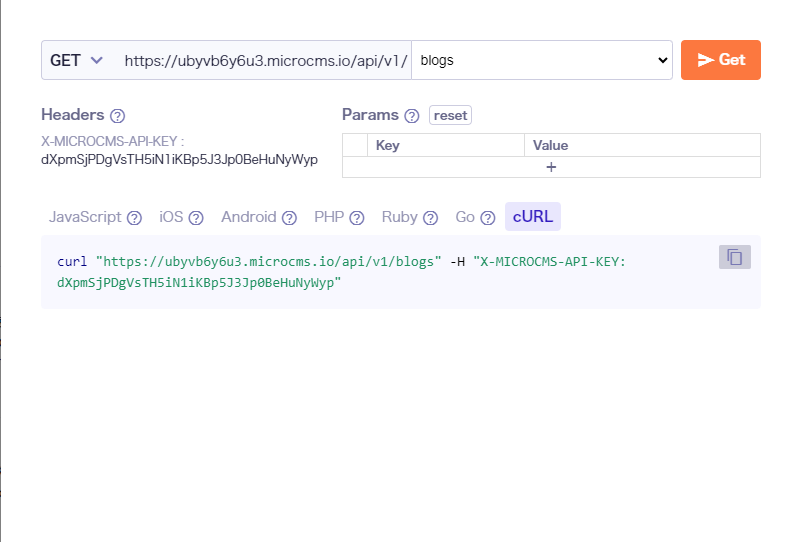 GET https://ubyvb6y6u3.microcms.io/api/v1/ blogs Get
Headers ? Params ? reset
X-MICROCMS-API-KEY :
dXpmSjPDgVsTH5iN1iKBp5J3Jp0BeHuNyWyp
Key Value
+
JavaScript ? iOS ? Android ? PHP ? Ruby ? Go ? cURL
curl "https://ubyvb6y6u3.microcms.io/api/v1/blogs" -H "X-MICROCMS-API-KEY:
dXpmSjPDgVsTH5iN1iKBp5J3Jp0BeHuNyWyp"